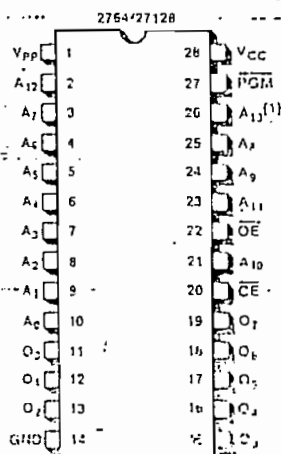 2764/27128
VPP 1 28 VCC
A12 2 27 PGM
A7 3 26 A13(1)
A6 4 25 A8
A5 5 24 A9
A4 6 23 A11
A3 7 22 OE
A2 8 21 A10
A1 9 20 CE
A0 10 19 O7
O0 11 18 O6
O1 12 17 O5
O2 13 16 O4
GND 14 15 O3